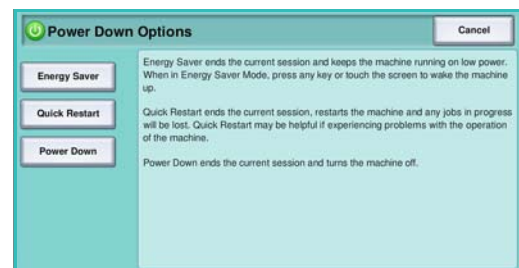 Power Down Options
Cancel
Energy Saver
Energy Saver ends the current session and keeps the machine running on low power.
When in Energy Saver Mode, press any key or touch the screen to wake the machine
up.
Quick Restart
Quick Restart ends the current session, restarts the machine and any jobs in progress
will be lost. Quick Restart may be helpful if experiencing problems with the operation
of the machine.
Power Down
Power Down ends the current session and turns the machine off.